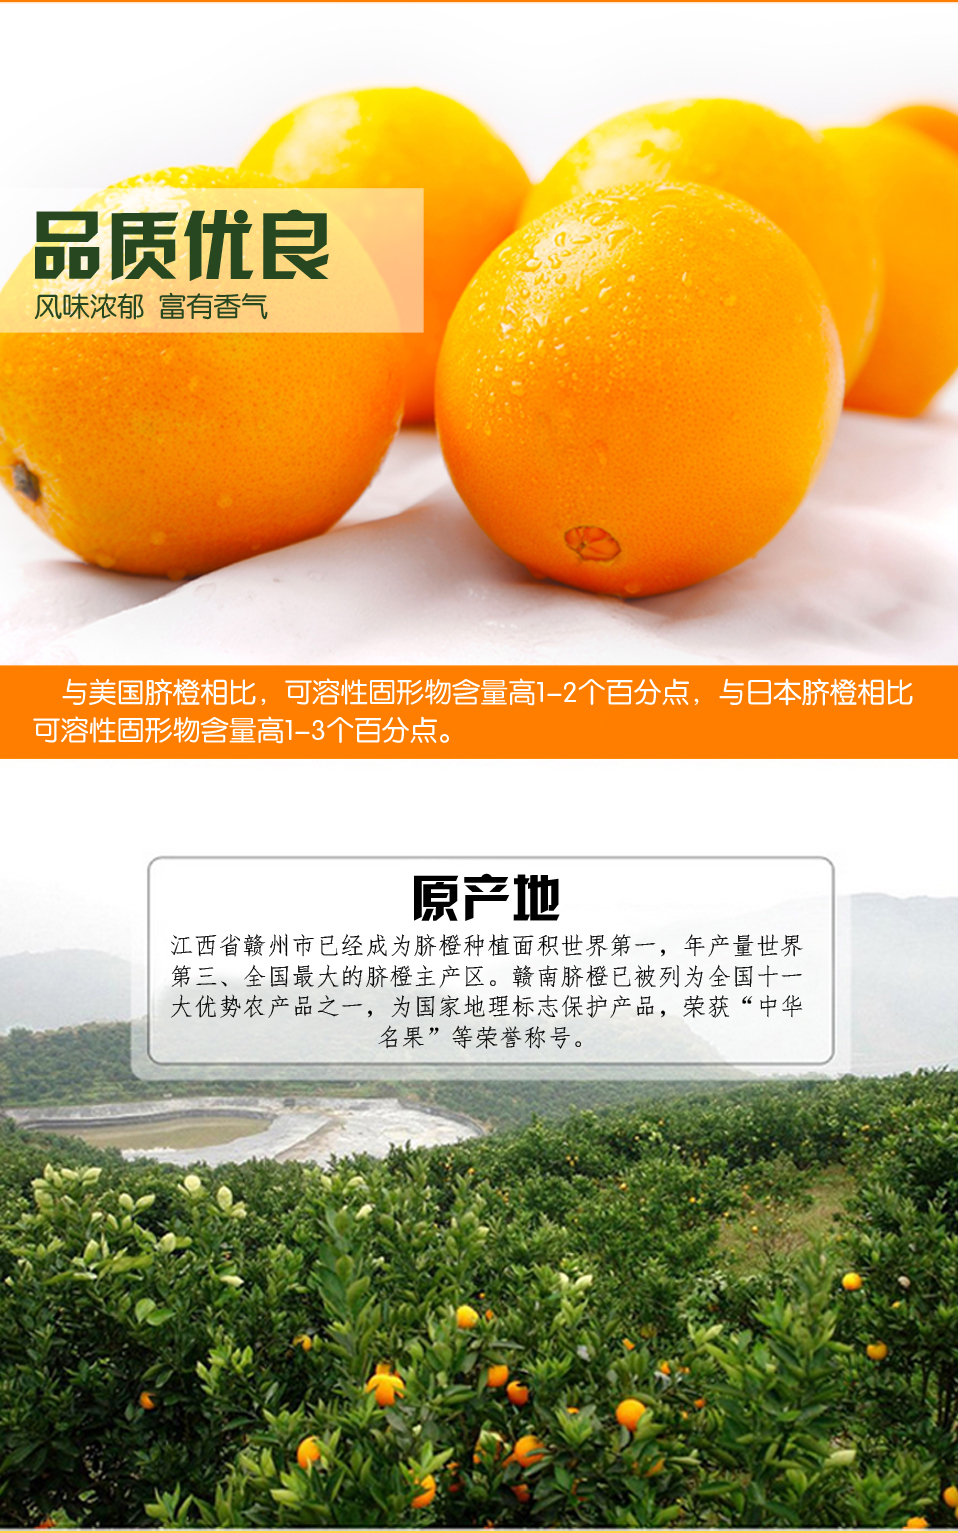 品质优良
风味浓郁 富有香气
与美国脐橙相比，可溶性固形物含量高1-2个百分点，与日本脐橙相比
可溶性固形物含量高1-3个百分点。
原产地
江西省赣州市已经成为脐橙种植面积世界第一，年产量世界
第三、全国最大的脐橙主产区。赣南脐橙已被列为全国十一
大优势农产品之一，为国家地理标志保护产品，荣获“中华
名果”等荣誉称号。